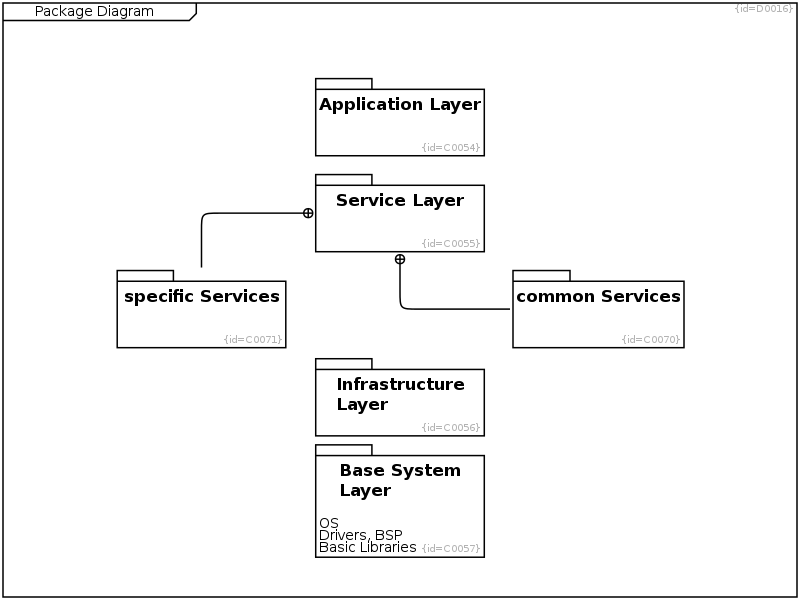 Package Diagram
{id=D0016}
Application Layer
{id=C0054}
Service Layer
{id=C0055}
specific Services
{id=C0071}
common Services
{id=C0070}
Infrastructure
Layer
{id=C0056}
Base System
Layer
OS
Drivers, BSP
Basic Libraries
{id=C0057}